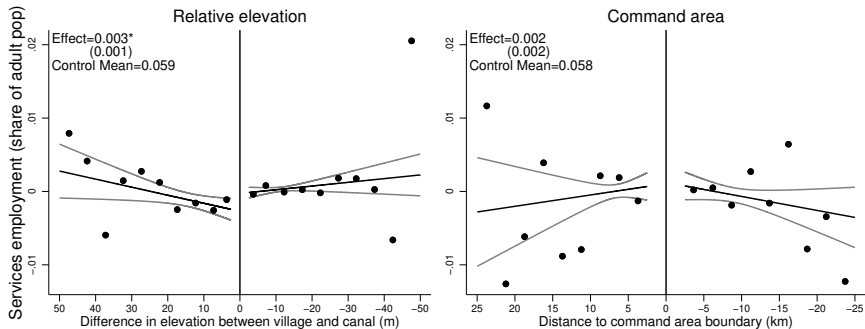 Relative elevation
Command area
Services employment (share of adult pop)
Effect=0.003*
(0.001)
Control Mean=0.059
.02
.01
0
-.01
50 40 30 20 10 0 -10 -20 -30 -40 -50
Difference in elevation between village and canal (m)
Effect=0.002
(0.002)
Control Mean=0.058
.02
.01
0
-.01
25 20 15 10 5 0 -5 -10 -15 -20 -25
Distance to command area boundary (km)